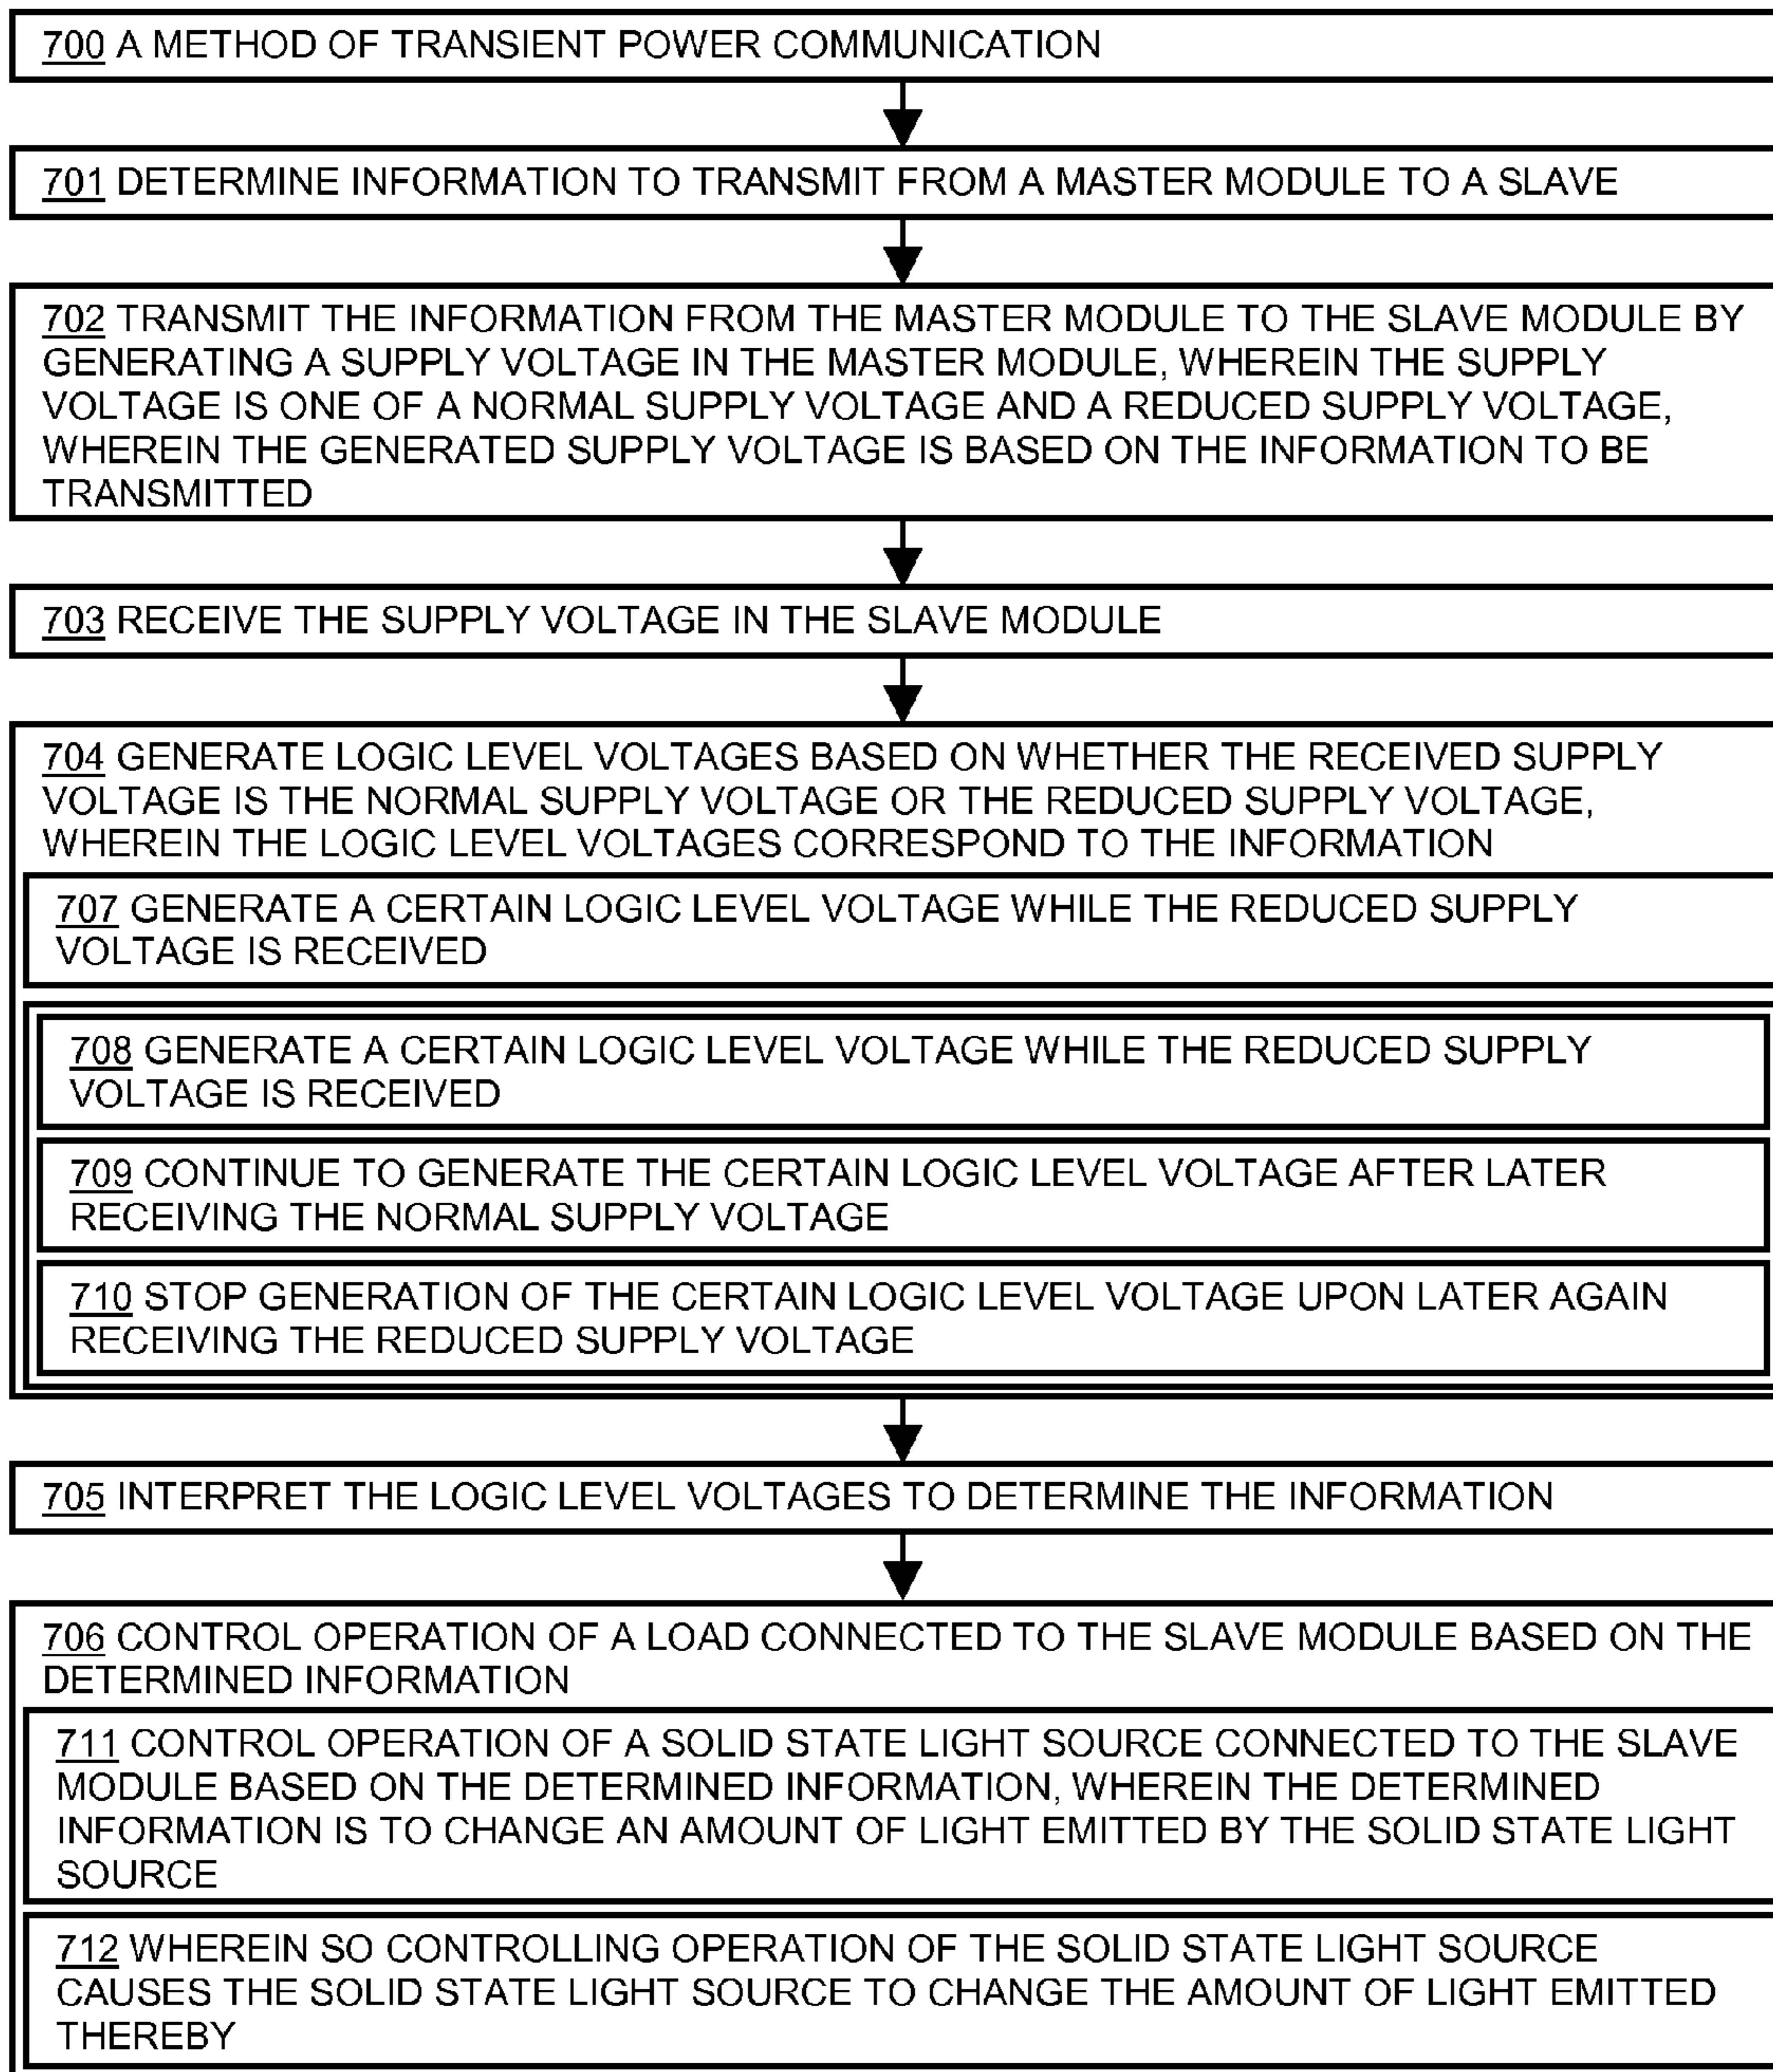 700 A METHOD OF TRANSIENT POWER COMMUNICATION
701 DETERMINE INFORMATION TO TRANSMIT FROM A MASTER MODULE TO A SLAVE
702 TRANSMIT THE INFORMATION FROM THE MASTER MODULE TO THE SLAVE MODULE BY
GENERATING A SUPPLY VOLTAGE IN THE MASTER MODULE, WHEREIN THE SUPPLY
VOLTAGE IS ONE OF A NORMAL SUPPLY VOLTAGE AND A REDUCED SUPPLY VOLTAGE,
WHEREIN THE GENERATED SUPPLY VOLTAGE IS BASED ON THE INFORMATION TO BE
TRANSMITTED
703 RECEIVE THE SUPPLY VOLTAGE IN THE SLAVE MODULE
704 GENERATE LOGIC LEVEL VOLTAGES BASED ON WHETHER THE RECEIVED SUPPLY
VOLTAGE IS THE NORMAL SUPPLY VOLTAGE OR THE REDUCED SUPPLY VOLTAGE,
WHEREIN THE LOGIC LEVEL VOLTAGES CORRESPOND TO THE INFORMATION
707 GENERATE A CERTAIN LOGIC LEVEL VOLTAGE WHILE THE REDUCED SUPPLY
VOLTAGE IS RECEIVED
708 GENERATE A CERTAIN LOGIC LEVEL VOLTAGE WHILE THE REDUCED SUPPLY
VOLTAGE IS RECEIVED
709 CONTINUE TO GENERATE THE CERTAIN LOGIC LEVEL VOLTAGE AFTER LATER
RECEIVING THE NORMAL SUPPLY VOLTAGE
710 STOP GENERATION OF THE CERTAIN LOGIC LEVEL VOLTAGE UPON LATER AGAIN
RECEIVING THE REDUCED SUPPLY VOLTAGE
705 INTERPRET THE LOGIC LEVEL VOLTAGES TO DETERMINE THE INFORMATION
706 CONTROL OPERATION OF A LOAD CONNECTED TO THE SLAVE MODULE BASED ON THE
DETERMINED INFORMATION
711 CONTROL OPERATION OF A SOLID STATE LIGHT SOURCE CONNECTED TO THE SLAVE
MODULE BASED ON THE DETERMINED INFORMATION, WHEREIN THE DETERMINED
INFORMATION IS TO CHANGE AN AMOUNT OF LIGHT EMITTED BY THE SOLID STATE LIGHT
SOURCE
712 WHEREIN SO CONTROLLING OPERATION OF THE SOLID STATE LIGHT SOURCE
CAUSES THE SOLID STATE LIGHT SOURCE TO CHANGE THE AMOUNT OF LIGHT EMITTED
THEREBY